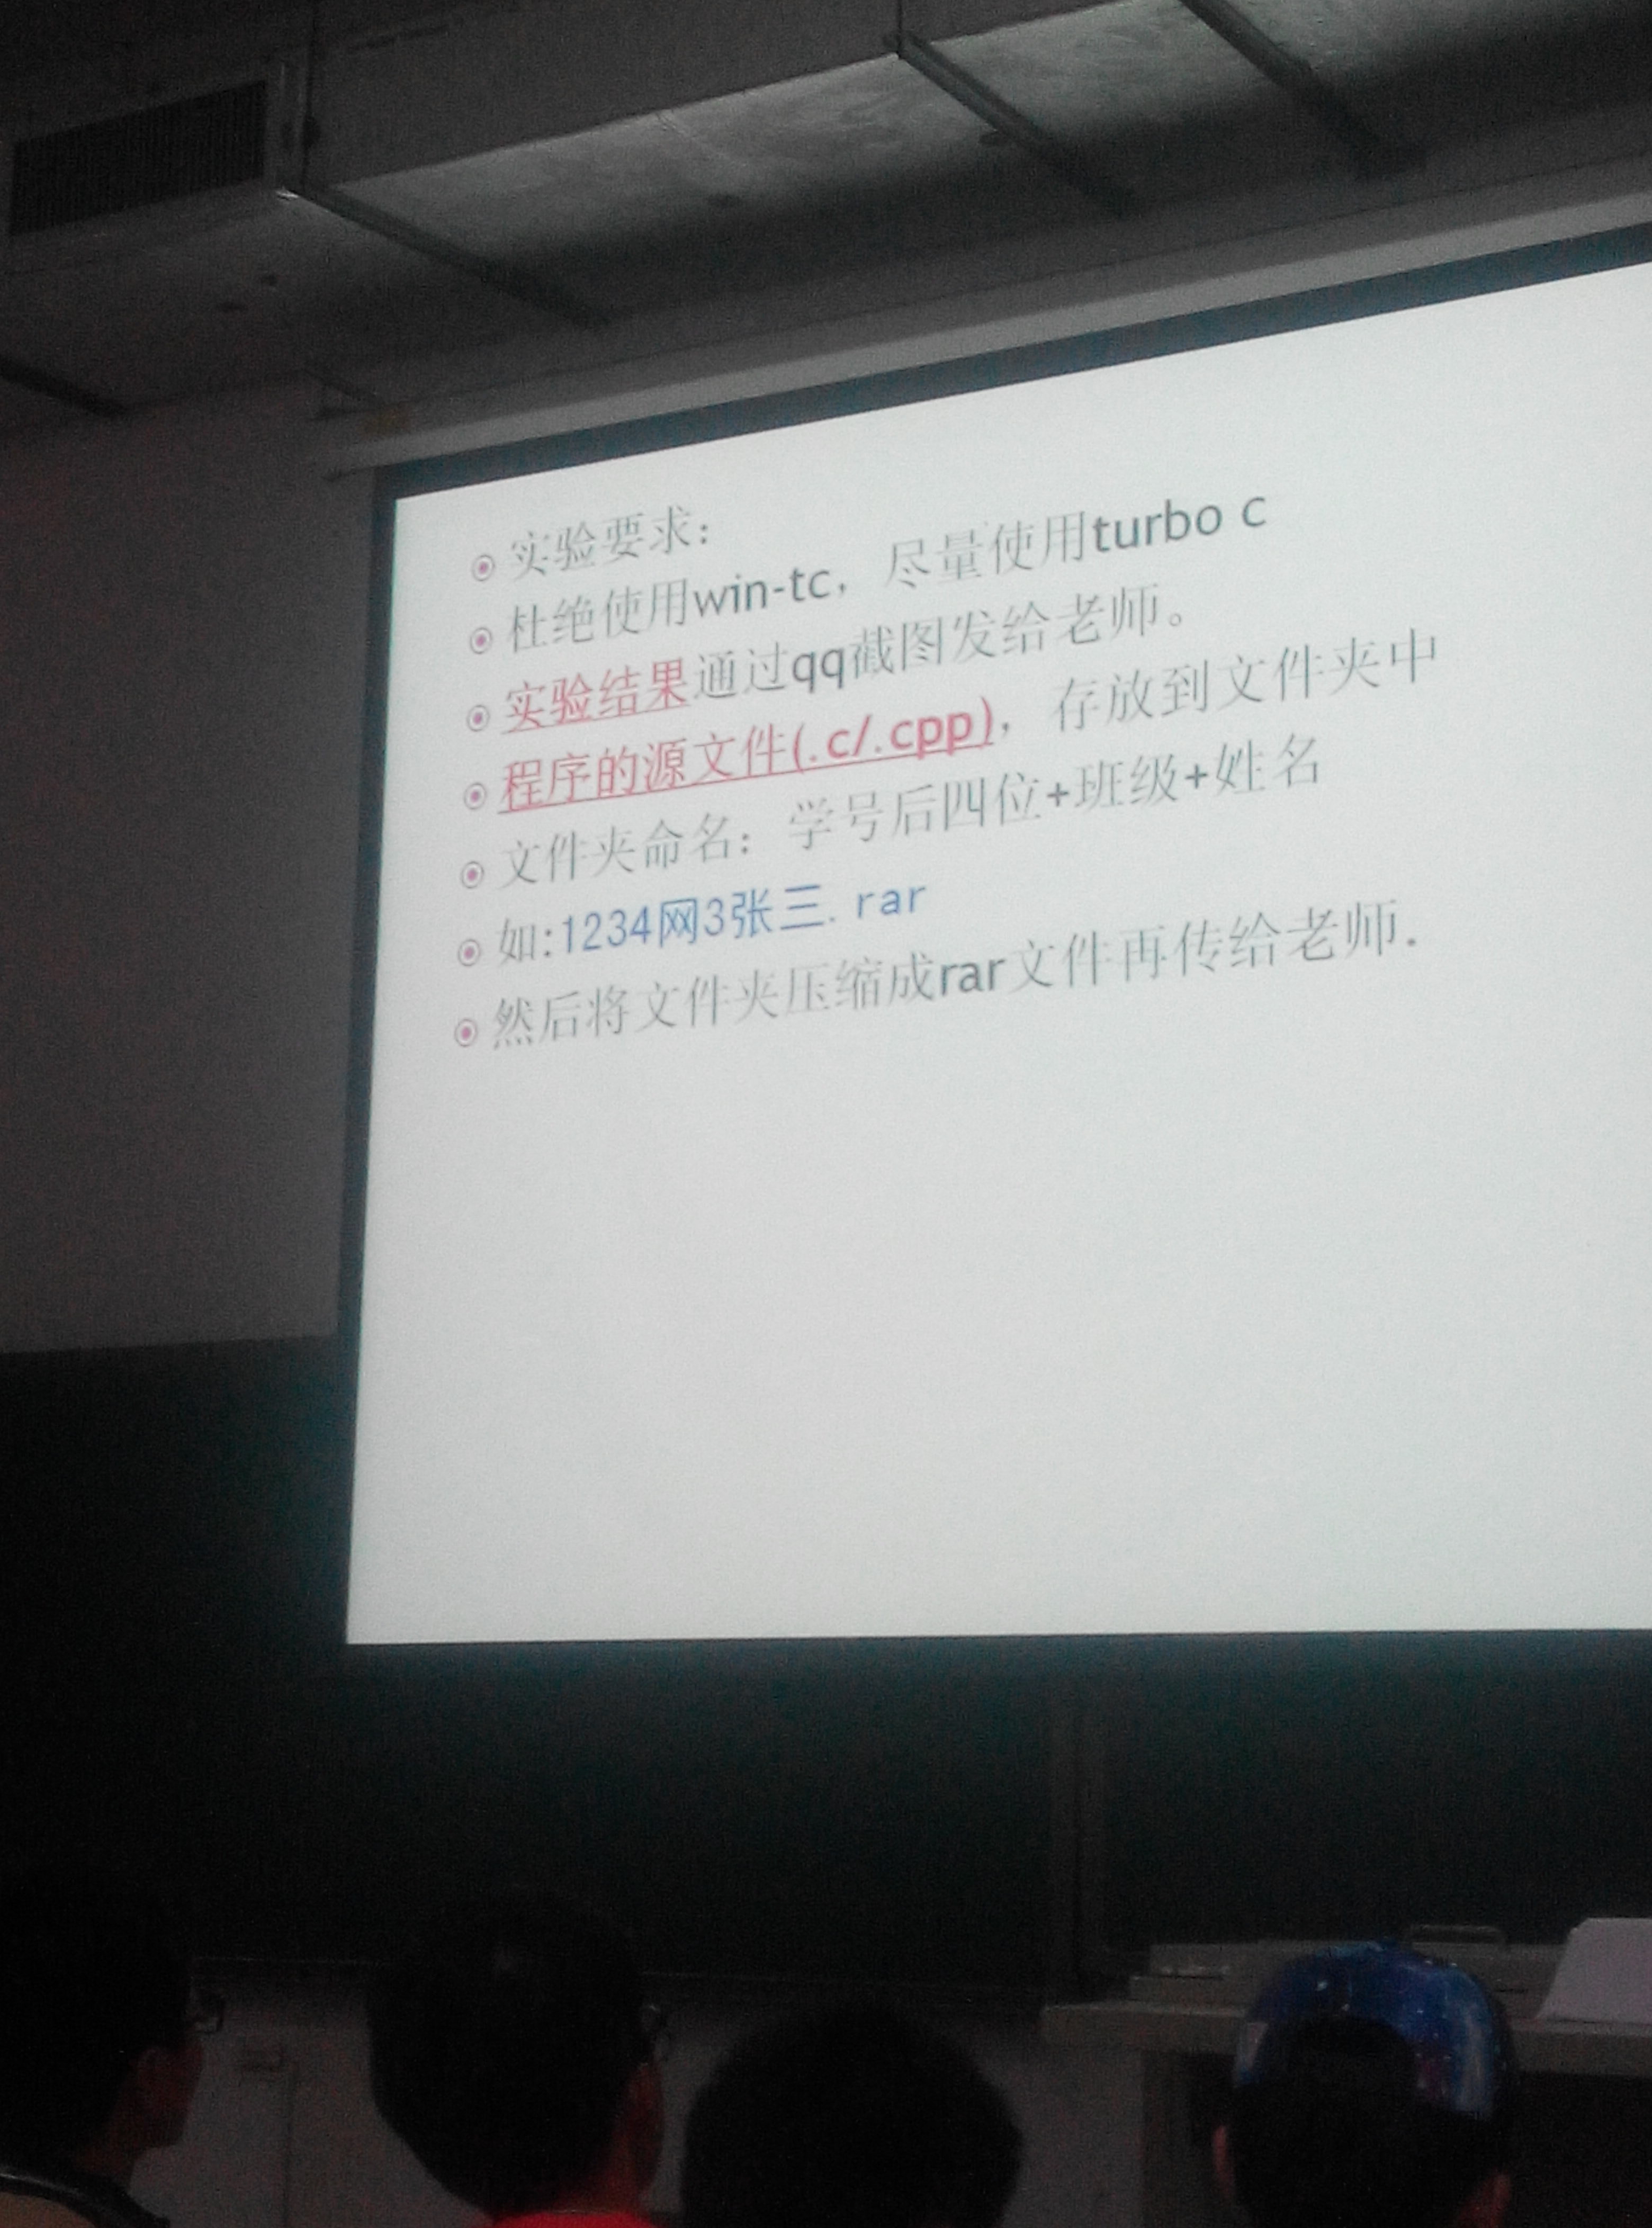 实验要求：
杜绝使用win-tc，尽量使用turbo c
实验结果通过qq截图发给老师。
程序的源文件(.c/.cpp)，存放到文件夹中
文件夹命名：学号后四位+班级+姓名
如:1234网3张三.rar
然后将文件夹压缩成rar文件再传给老师.